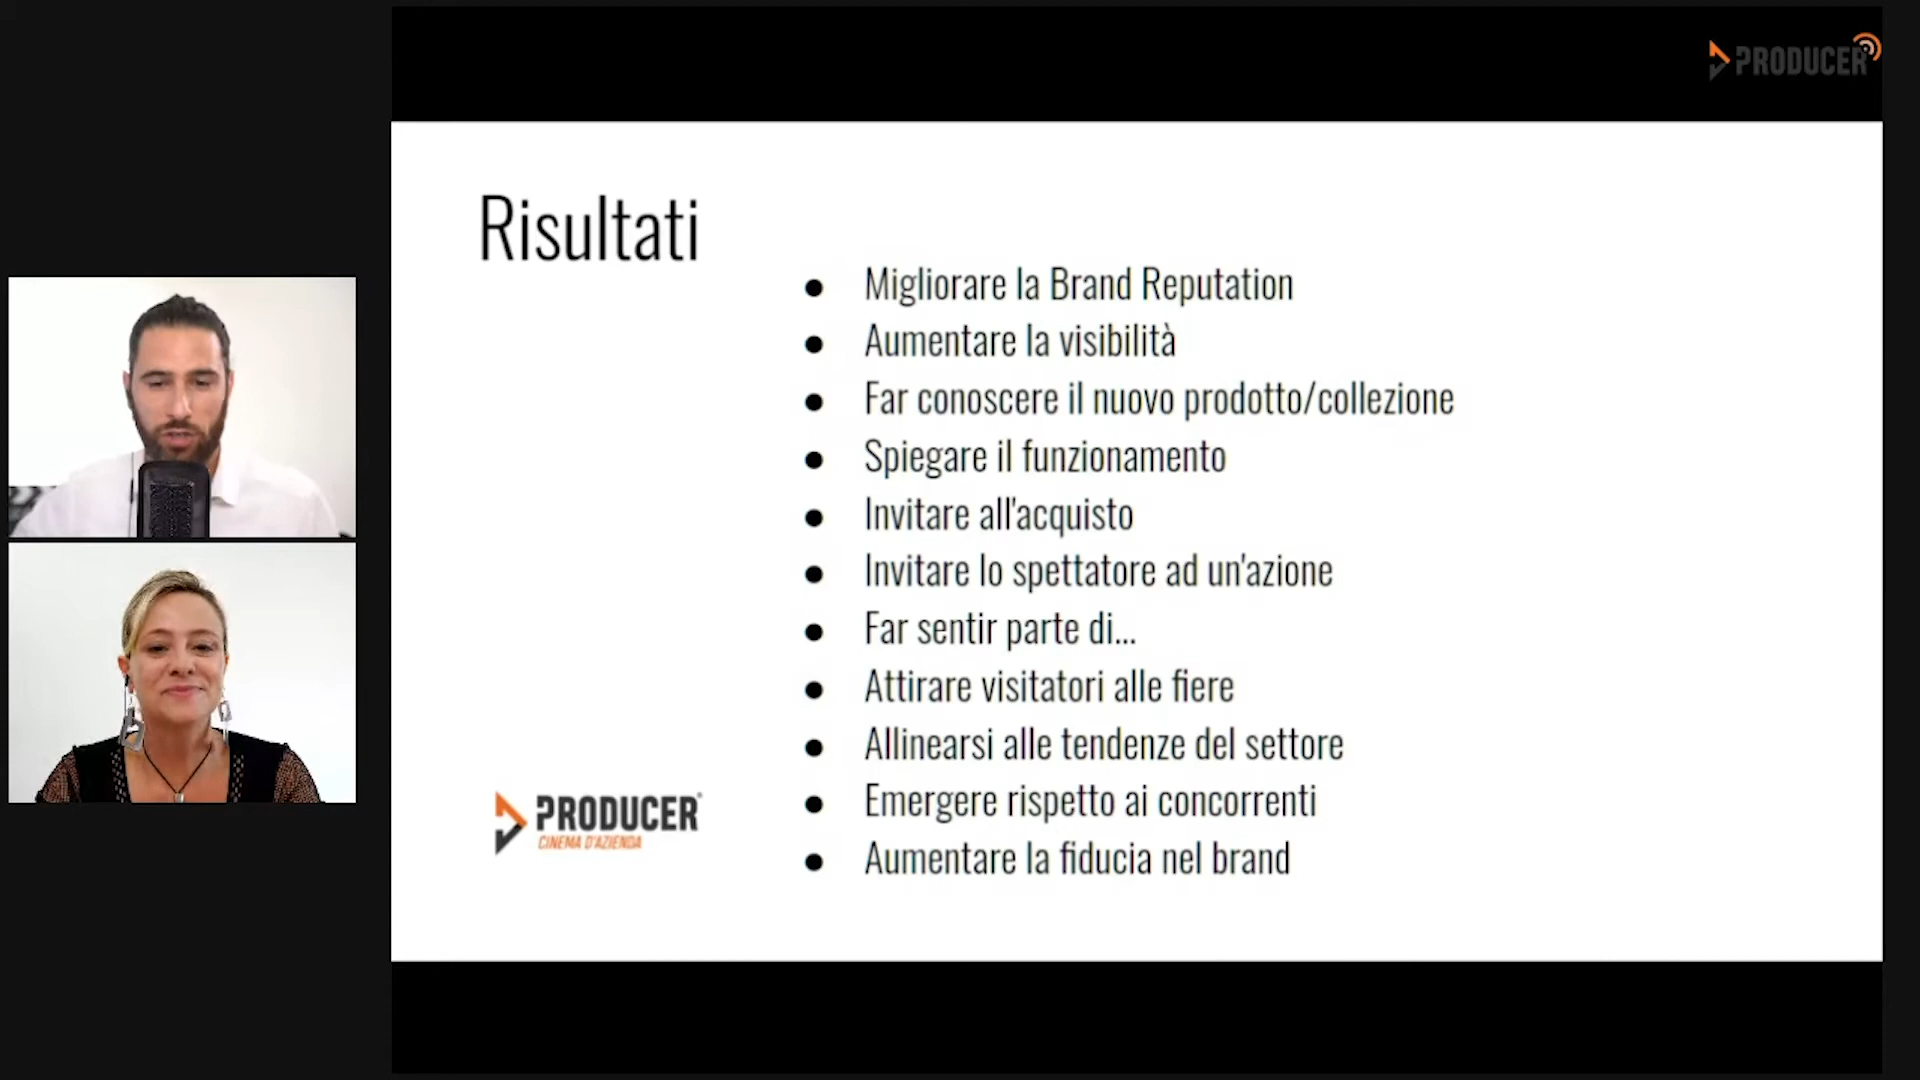 PRODUCER
Risultati
● Migliorare la Brand Reputation
● Aumentare la visibilità
● Far conoscere il nuovo prodotto/collezione
● Spiegare il funzionamento
● Invitare all'acquisto
● Invitare lo spettatore ad un'azione
● Far sentir parte di...
● Attirare visitatori alle fiere
● Allinearsi alle tendenze del settore
● Emergere rispetto ai concorrenti
● Aumentare la fiducia nel brand
PRODUCER®
CINEMA D'AZIENDA